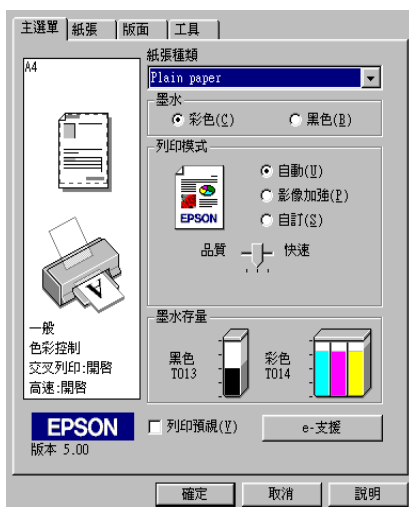 主選單 紙張 版面 工具
A4
紙張種類
Plain paper
墨水
彩色(C) 黑色(B)
列印模式
自動(U)
影像加強(P)
自訂(S)
EPSON
品質 快速
一般
色彩控制
交叉列印:開啓
高速:開啓
墨水存量
黑色
T013
彩色
T014
EPSON
版本 5.00
列印預視(V)
e-支援
確定 取消 說明